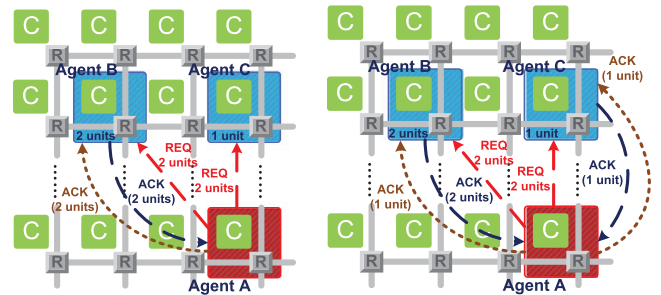 C C C C
R R R R
Agent B Agent C
C C C C
2 units 1 unit
R R R R
REQ
2 units
REQ
2 units
ACK
(2 units)
ACK
(2 units)
C C C C
R R R R
Agent A
C C C C
R R R R
ACK
(1 unit)
Agent B Agent C
C C C C
2 units 1 unit
R R R R
REQ
2 units
REQ
2 units
ACK
(1 unit)
ACK
(2 units)
ACK
(1 unit)
C C C C
R R R R
Agent A